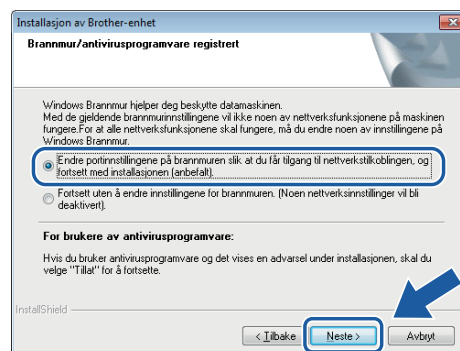 Installasjon av Brother-enhet
Brannmur/antivirusprogramvare registrert
Windows Brannmur hjelper deg beskytte datamaskinen.
Med de gjeldende brannmurinnstillingene vil ikke noen av nettverksfunksjonene på maskinen
fungere.For at alle nettverksfunksjonene skal fungere, må du endre noen av innstillingene på
Windows Brannmur.
Endre portinnstillingene på brannmuren slik at du får tilgang til nettverkstilkoblingen, og
fortsett med installasjonen (anbefalt).
Fortsett uten å endre innstillingene for brannmuren. (Noen nettverksinnstillinger vil bli
deaktivert).
For brukere av antivirusprogramvare:
Hvis du bruker antivirusprogramvare og det vises en advarsel under installasjonen, skal du
velge "Tillat" for å fortsette.
InstallShield
< Tilbake Neste > Avbryt